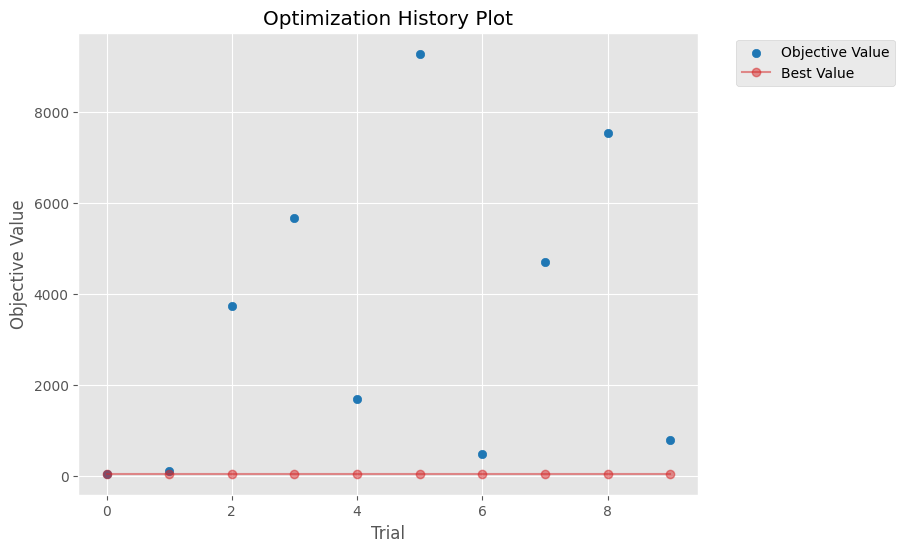 Optimization History Plot
Objective Value
Best Value
Objective Value
8000
6000
4000
2000
0
0 2 4 6 8
Trial